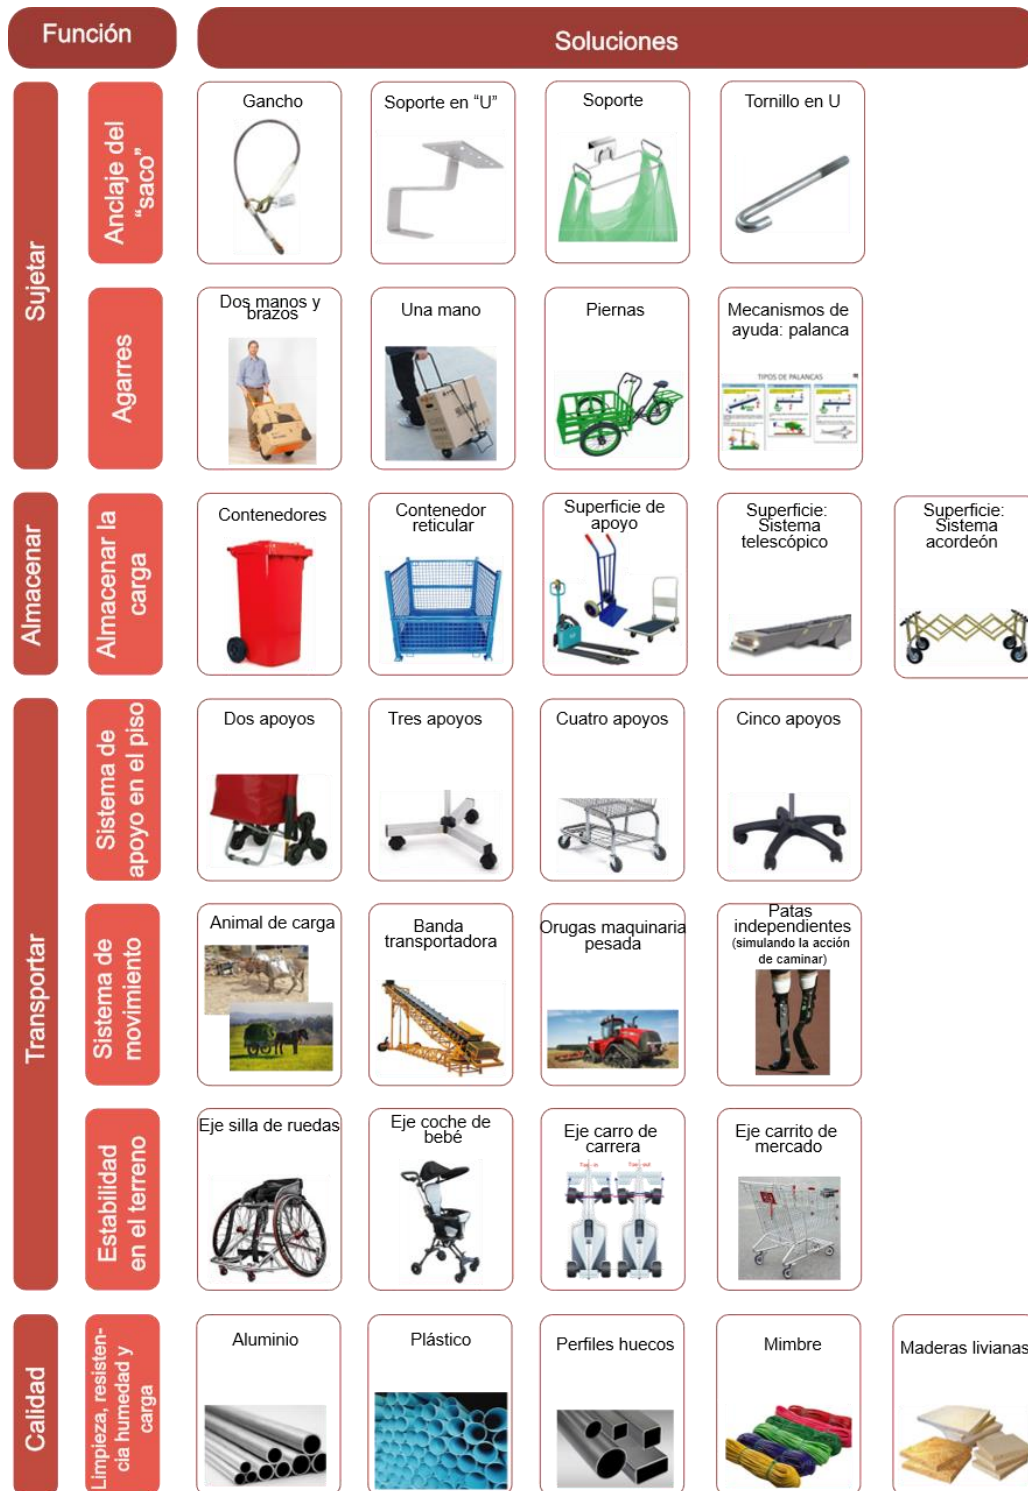 Función
Soluciones
Sujetar
Anclaje del
“saco”
Gancho
Soporte en “U”
Soporte
Tornillo en U
Agarres
Dos manos y
brazos
Una mano
Piernas
Mecanismos de
ayuda: palanca
TIPOS DE PALANCAS
Almacenar
Almacenar la
carga
Contenedores
Contenedor
reticular
Superficie de
apoyo
Superficie:
Sistema
telescópico
Superficie:
Sistema
acordeón
Transportar
Sistema de
apoyo en el piso
Dos apoyos
Tres apoyos
Cuatro apoyos
Cinco apoyos
Sistema de
movimiento
Animal de carga
Banda
transportadora
Orugas maquinaria
pesada
Patas
independientes
(simulando la acción
de caminar)
Estabilidad
en el terreno
Eje silla de ruedas
Eje coche de
bebé
Eje carro de
carrera
Eje carrito de
mercado
Calidad
Limpieza, resisten-
cia humedad y
carga
Aluminio
Plástico
Perfiles huecos
Mimbre
Maderas livianas